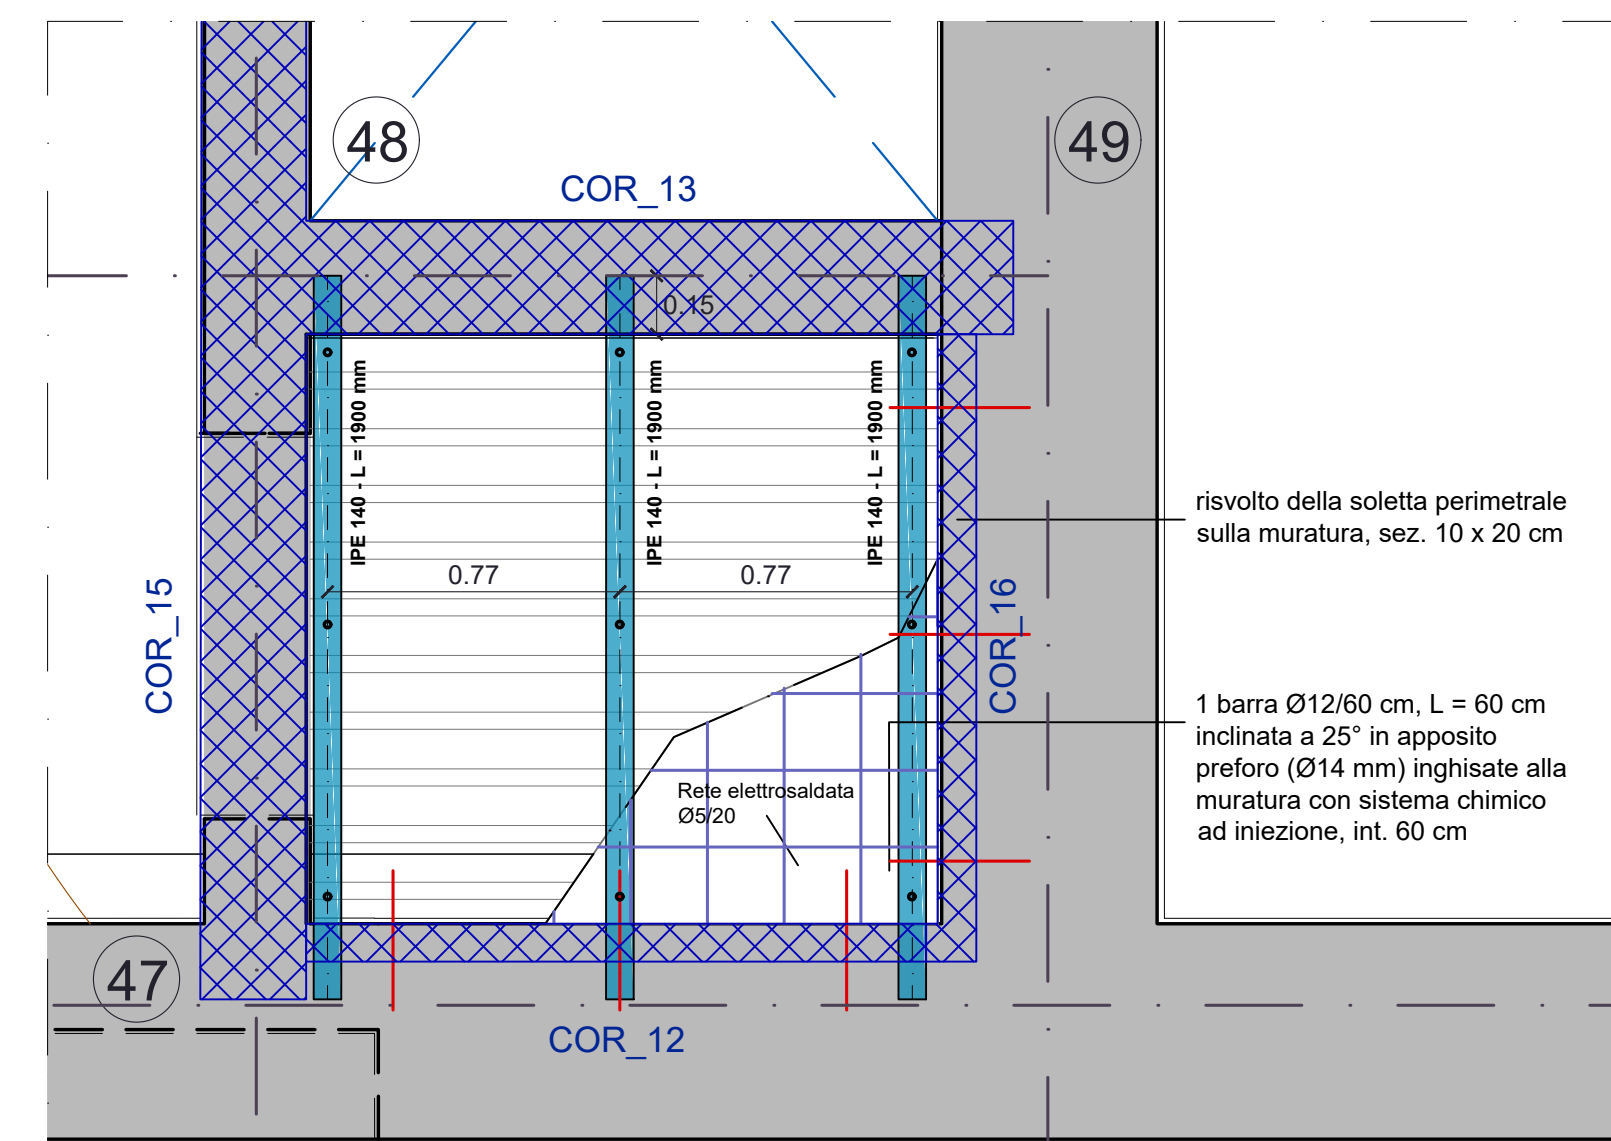 48
49
COR_13
0.15
IPE 140 - L = 1900 mm
IPE 140 - L = 1900 mm
IPE 140 - L = 1900 mm
risvolto della soletta perimetrale
sulla muratura, sez. 10 x 20 cm
0.77
0.77
COR_15
COR_16
1 barra Ø12/60 cm, L = 60 cm
inclinata a 25° in apposito
preforo (Ø14 mm) inghisate alla
muratura con sistema chimico
ad iniezione, int. 60 cm
Rete elettrosaldata
Ø5/20
47
COR_12